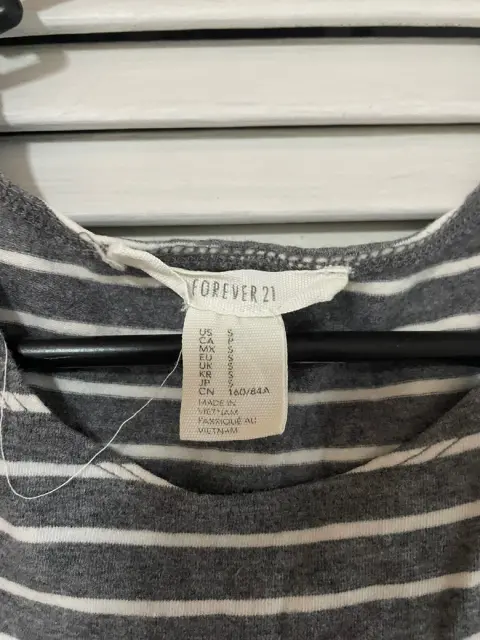 FOREVER 21
US S
CA P
MX S
EU S
UK S
KR S
JP S
CN 160/84A
MADE IN
VIETNAM
FABRIQUÉ AU
VIETNAM